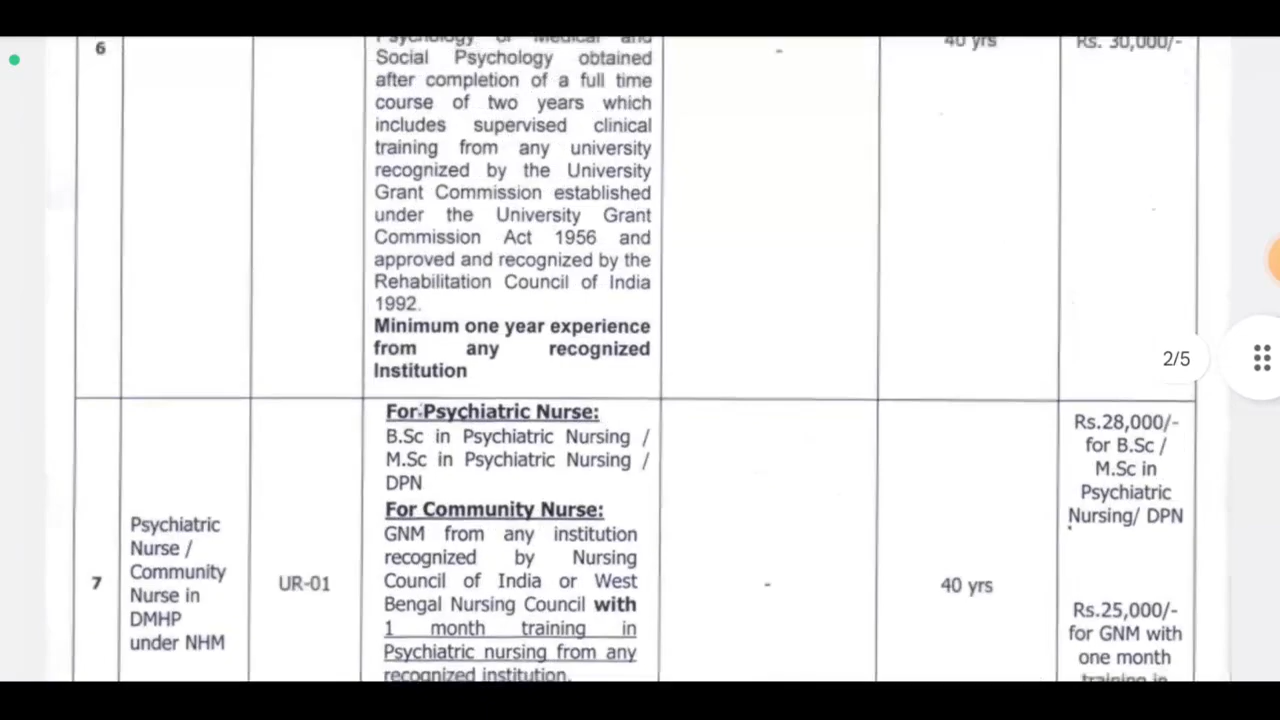 6
Psychology or Medical and
Social Psychology obtained
after completion of a full time
course of two years which
includes supervised clinical
training from any university
recognized by the University
Grant Commission established
under the University Grant
Commission Act 1956 and
approved and recognized by the
Rehabilitation Council of India
1992.
Minimum one year experience
from any recognized
Institution
-
40 yrs
Rs. 30,000/-
2/5
7
Psychiatric
Nurse /
Community
Nurse in
DMHP
under NHM
UR-01
For Psychiatric Nurse:
B.Sc in Psychiatric Nursing /
M.Sc in Psychiatric Nursing /
DPN
For Community Nurse:
GNM from any institution
recognized by Nursing
Council of India or West
Bengal Nursing Council with
1 month training in
Psychiatric nursing from any
recognized institution.
-
40 yrs
Rs.28,000/-
for B.Sc /
M.Sc in
Psychiatric
Nursing/ DPN
Rs.25,000/-
for GNM with
one month
training in